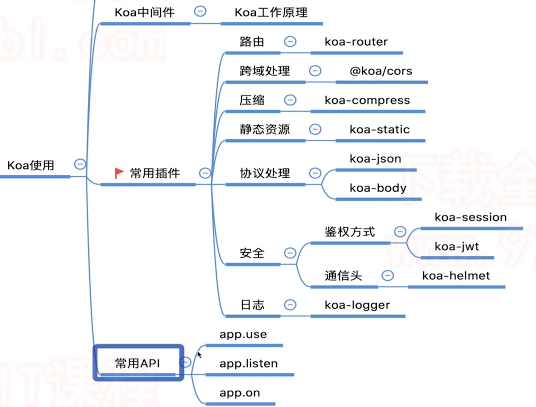 Koa中间件
Koa工作原理
路由
koa-router
跨域处理
@koa/cors
压缩
koa-compress
静态资源
koa-static
Koa使用
常用插件
协议处理
koa-json
koa-body
安全
鉴权方式
koa-session
koa-jwt
通信头
koa-helmet
日志
koa-logger
常用API
app.use
app.listen
app.on